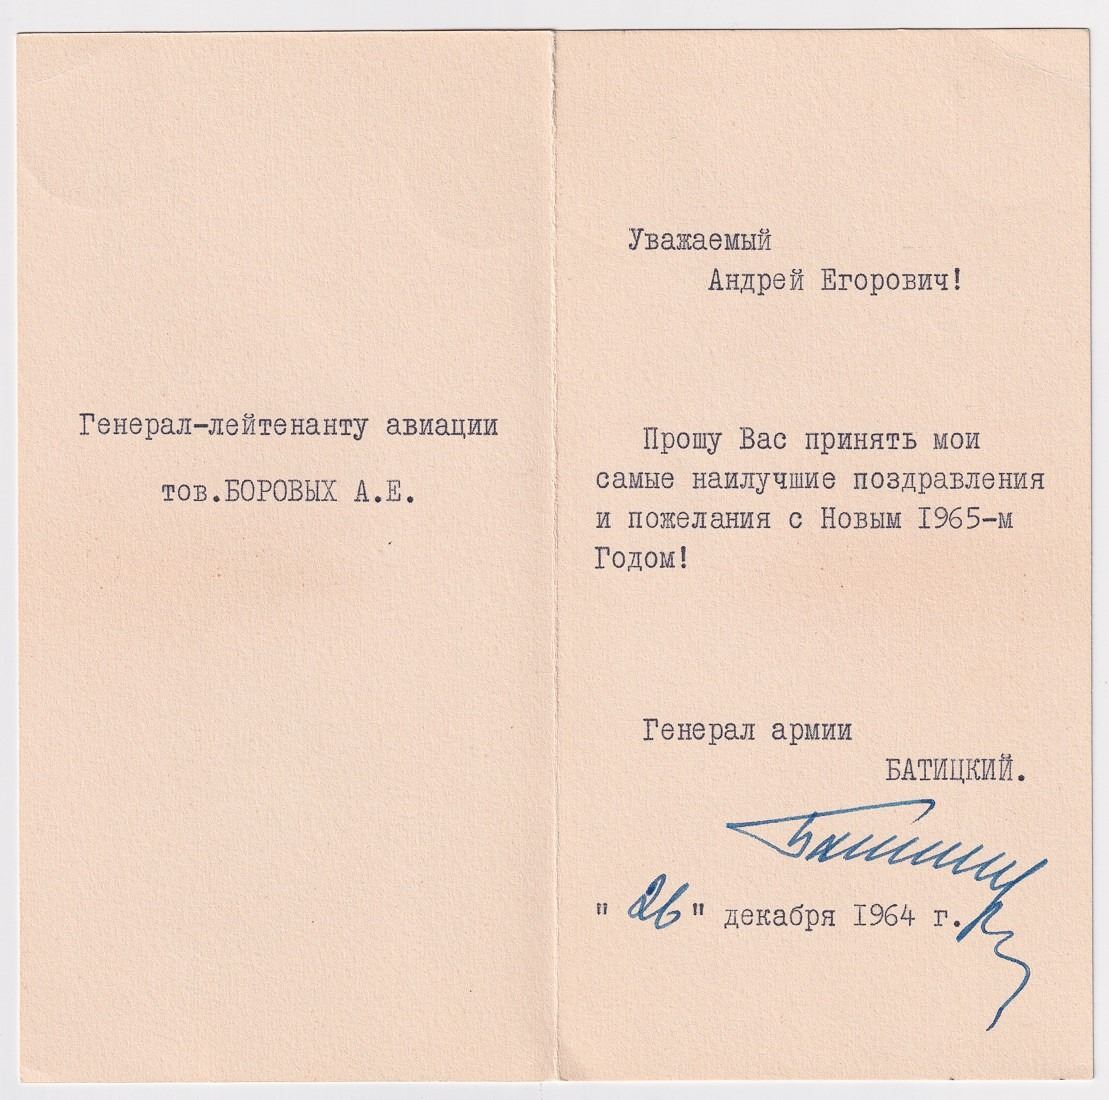 Генерал-лейтенанту авиации
тов.БОРОВЫХ А.Е.
Уважаемый
Андрей Егорович!
Прошу Вас принять мои
самые наилучшие поздравления
и пожелания с Новым 1965-м
Годом!
Генерал армии
БАТИЦКИЙ.
Батицкий
"26" декабря 1964 г.